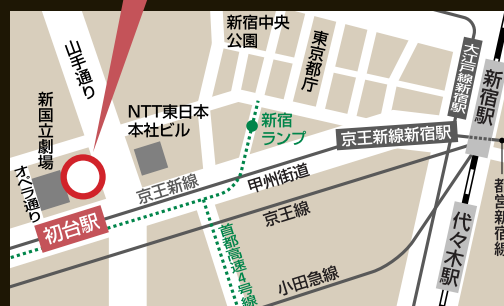 新宿中央
公園
東京都庁
山手通り
大江戸線新宿駅
新宿駅
新国立劇場
NTT東日本
本社ビル
新宿
ランプ
京王新線新宿駅
オペラ通り
京王新線
甲州街道
都営新宿線
初台駅
京王線
代々木駅
首都高速4号線
小田急線